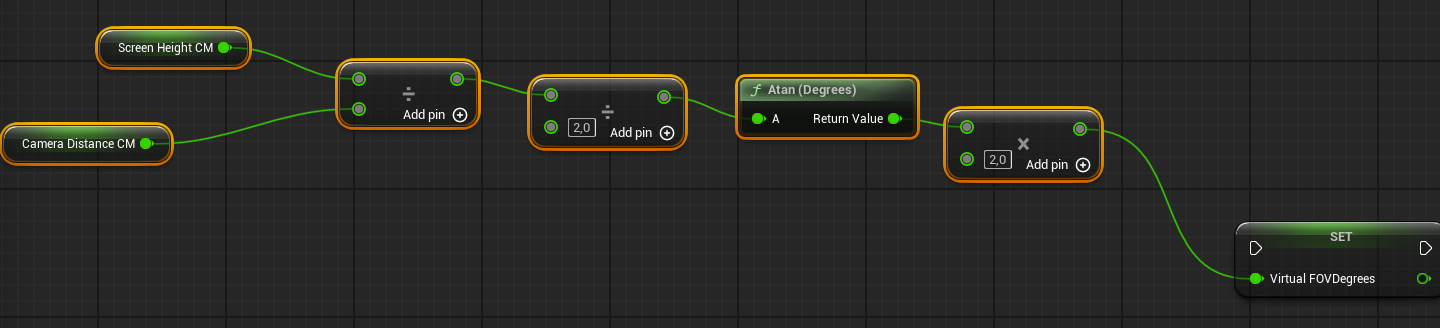 Screen Height CM
Camera Distance CM
÷
Add pin
÷
2,0
Add pin
f Atan (Degrees)
A Return Value
×
2,0
Add pin
SET
Virtual FOVDegrees